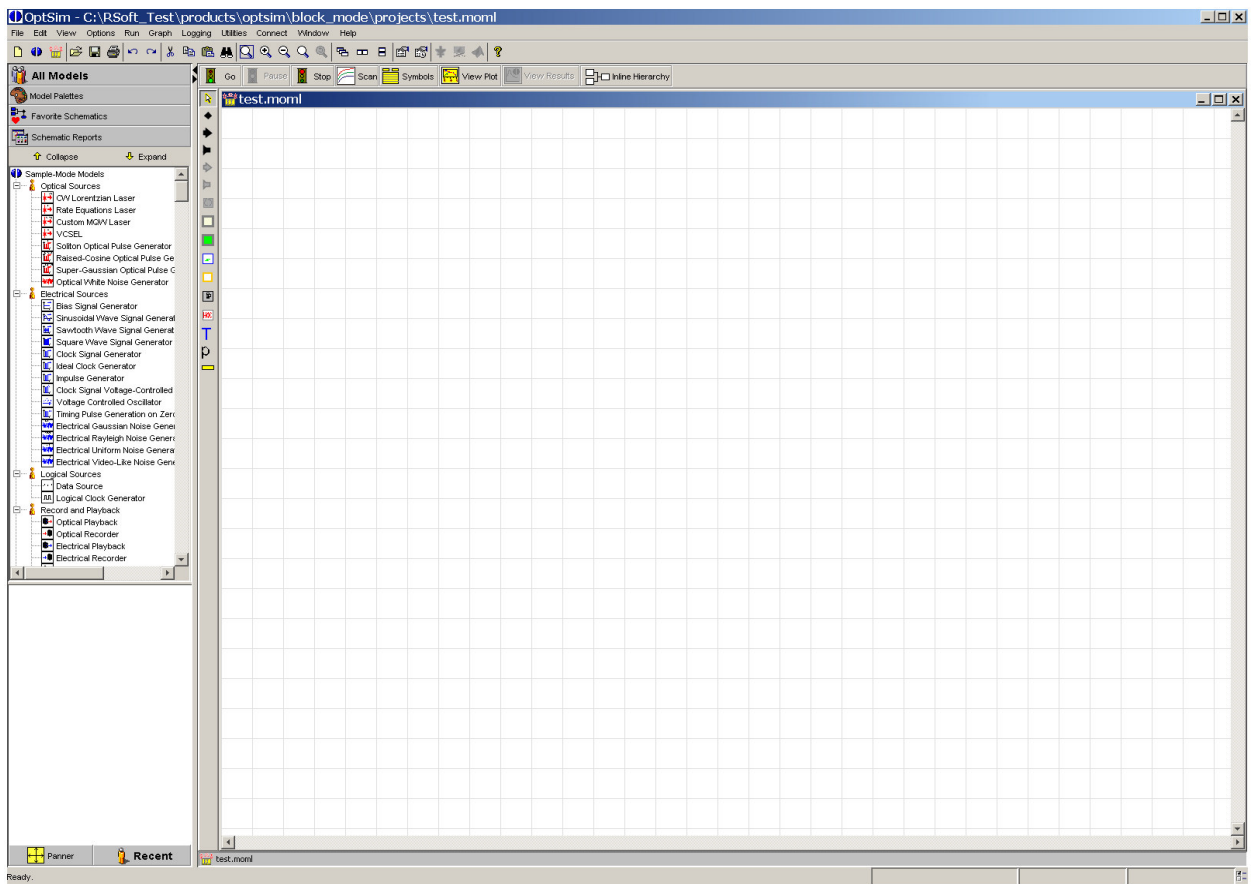 OptSim - C:\RSoft_Test\products\optsim\block_mode\projects\test.moml
File Edit View Options Run Graph Logging Utilities Connect Window Help
All Models
Go Pause Stop Scan Symbols View Plot View Results Inline Hierarchy
Model Palettes
test.moml
Favorite Schematics
Schematic Reports
Collapse Expand
Sample-Mode Models
Optical Sources
CW Lorentzian Laser
Rate Equations Laser
Custom MQW Laser
VCSEL
Soliton Optical Pulse Generator
Raised-Cosine Optical Pulse Ge
Super-Gaussian Optical Pulse G
Optical White Noise Generator
Electrical Sources
Bias Signal Generator
Sinusoidal Wave Signal Generat
Sawtooth Wave Signal Generat
Square Wave Signal Generator
Clock Signal Generator
Ideal Clock Generator
Impulse Generator
Clock Signal Voltage-Controlled
Voltage Controlled Oscillator
Timing Pulse Generation on Zero
Electrical Gaussian Noise Gener
Electrical Rayleigh Noise Genera
Electrical Uniform Noise Generat
Electrical Video-Like Noise Gene
Logical Sources
Data Source
Logical Clock Generator
Record and Playback
Optical Playback
Optical Recorder
Electrical Playback
Electrical Recorder
Panner Recent
test.moml
Ready.